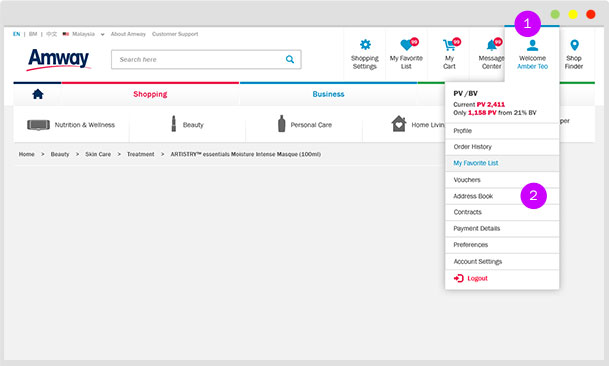 1
EN | BM | 中文 Malaysia About Amway Customer Support
Amway
Search here
Shopping Settings
99
My Favorite List
99
My Cart
99
Message Center
Welcome Amber Teo
Shop Finder
Shopping
Business
Nutrition & Wellness
Beauty
Personal Care
Home Livin
per
Home > Beauty > Skin Care > Treatment > ARTISTRY™ essentials Moisture Intense Masque (100ml)
PV / BV
Current PV 2,411
Only 1,158 PV from 21% BV
Profile
Order History
My Favorite List
Vouchers
Address Book
2
Contracts
Payment Details
Preferences
Account Settings
Logout